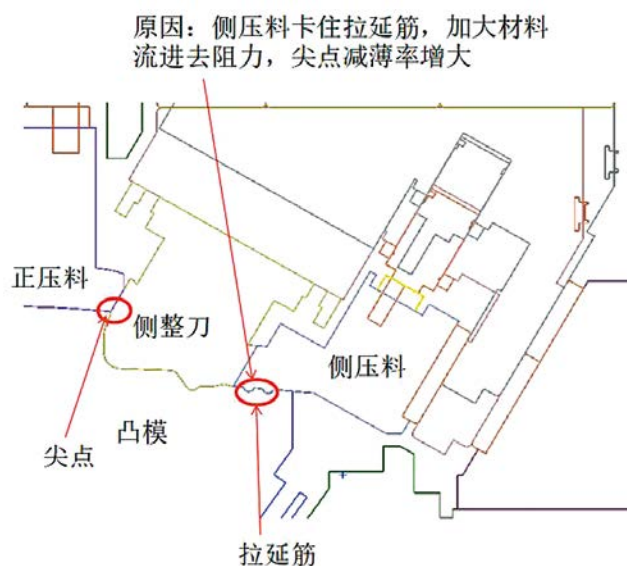 原因：侧压料卡住拉延筋，加大材料
流进去阻力，尖点减薄率增大
正压料
侧整刀
侧压料
凸模
尖点
拉延筋